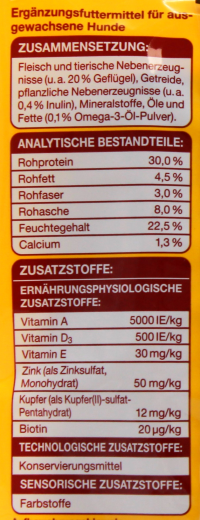 Ergänzungsfuttermittel für aus-
gewachsene Hunde
ZUSAMMENSETZUNG:
Fleisch und tierische Nebenerzeug-
nisse (u. a. 20% Geflügel), Getreide,
pflanzliche Nebenerzeugnisse (u. a.
0,4% Inulin), Mineralstoffe, Öle und
Fette (0,1% Omega-3-Öl-Pulver).
ANALYTISCHE BESTANDTEILE:
Rohprotein 30,0%
Rohfett 4,5%
Rohfaser 3,0%
Rohasche 8,0%
Feuchtegehalt 22,5%
Calcium 1,3%
ZUSATZSTOFFE:
ERNÄHRUNGSPHYSIOLOGISCHE
ZUSATZSTOFFE:
Vitamin A 5000 IE/kg
Vitamin D3 500 IE/kg
Vitamin E 30 mg/kg
Zink (als Zinksulfat,
Monohydrat) 50 mg/kg
Kupfer (als Kupfer(II)-sulfat-
Pentahydrat) 12 mg/kg
Biotin 20 µg/kg
TECHNOLOGISCHE ZUSATZSTOFFE:
Konservierungsmittel
SENSORISCHE ZUSATZSTOFFE:
Farbstoffe